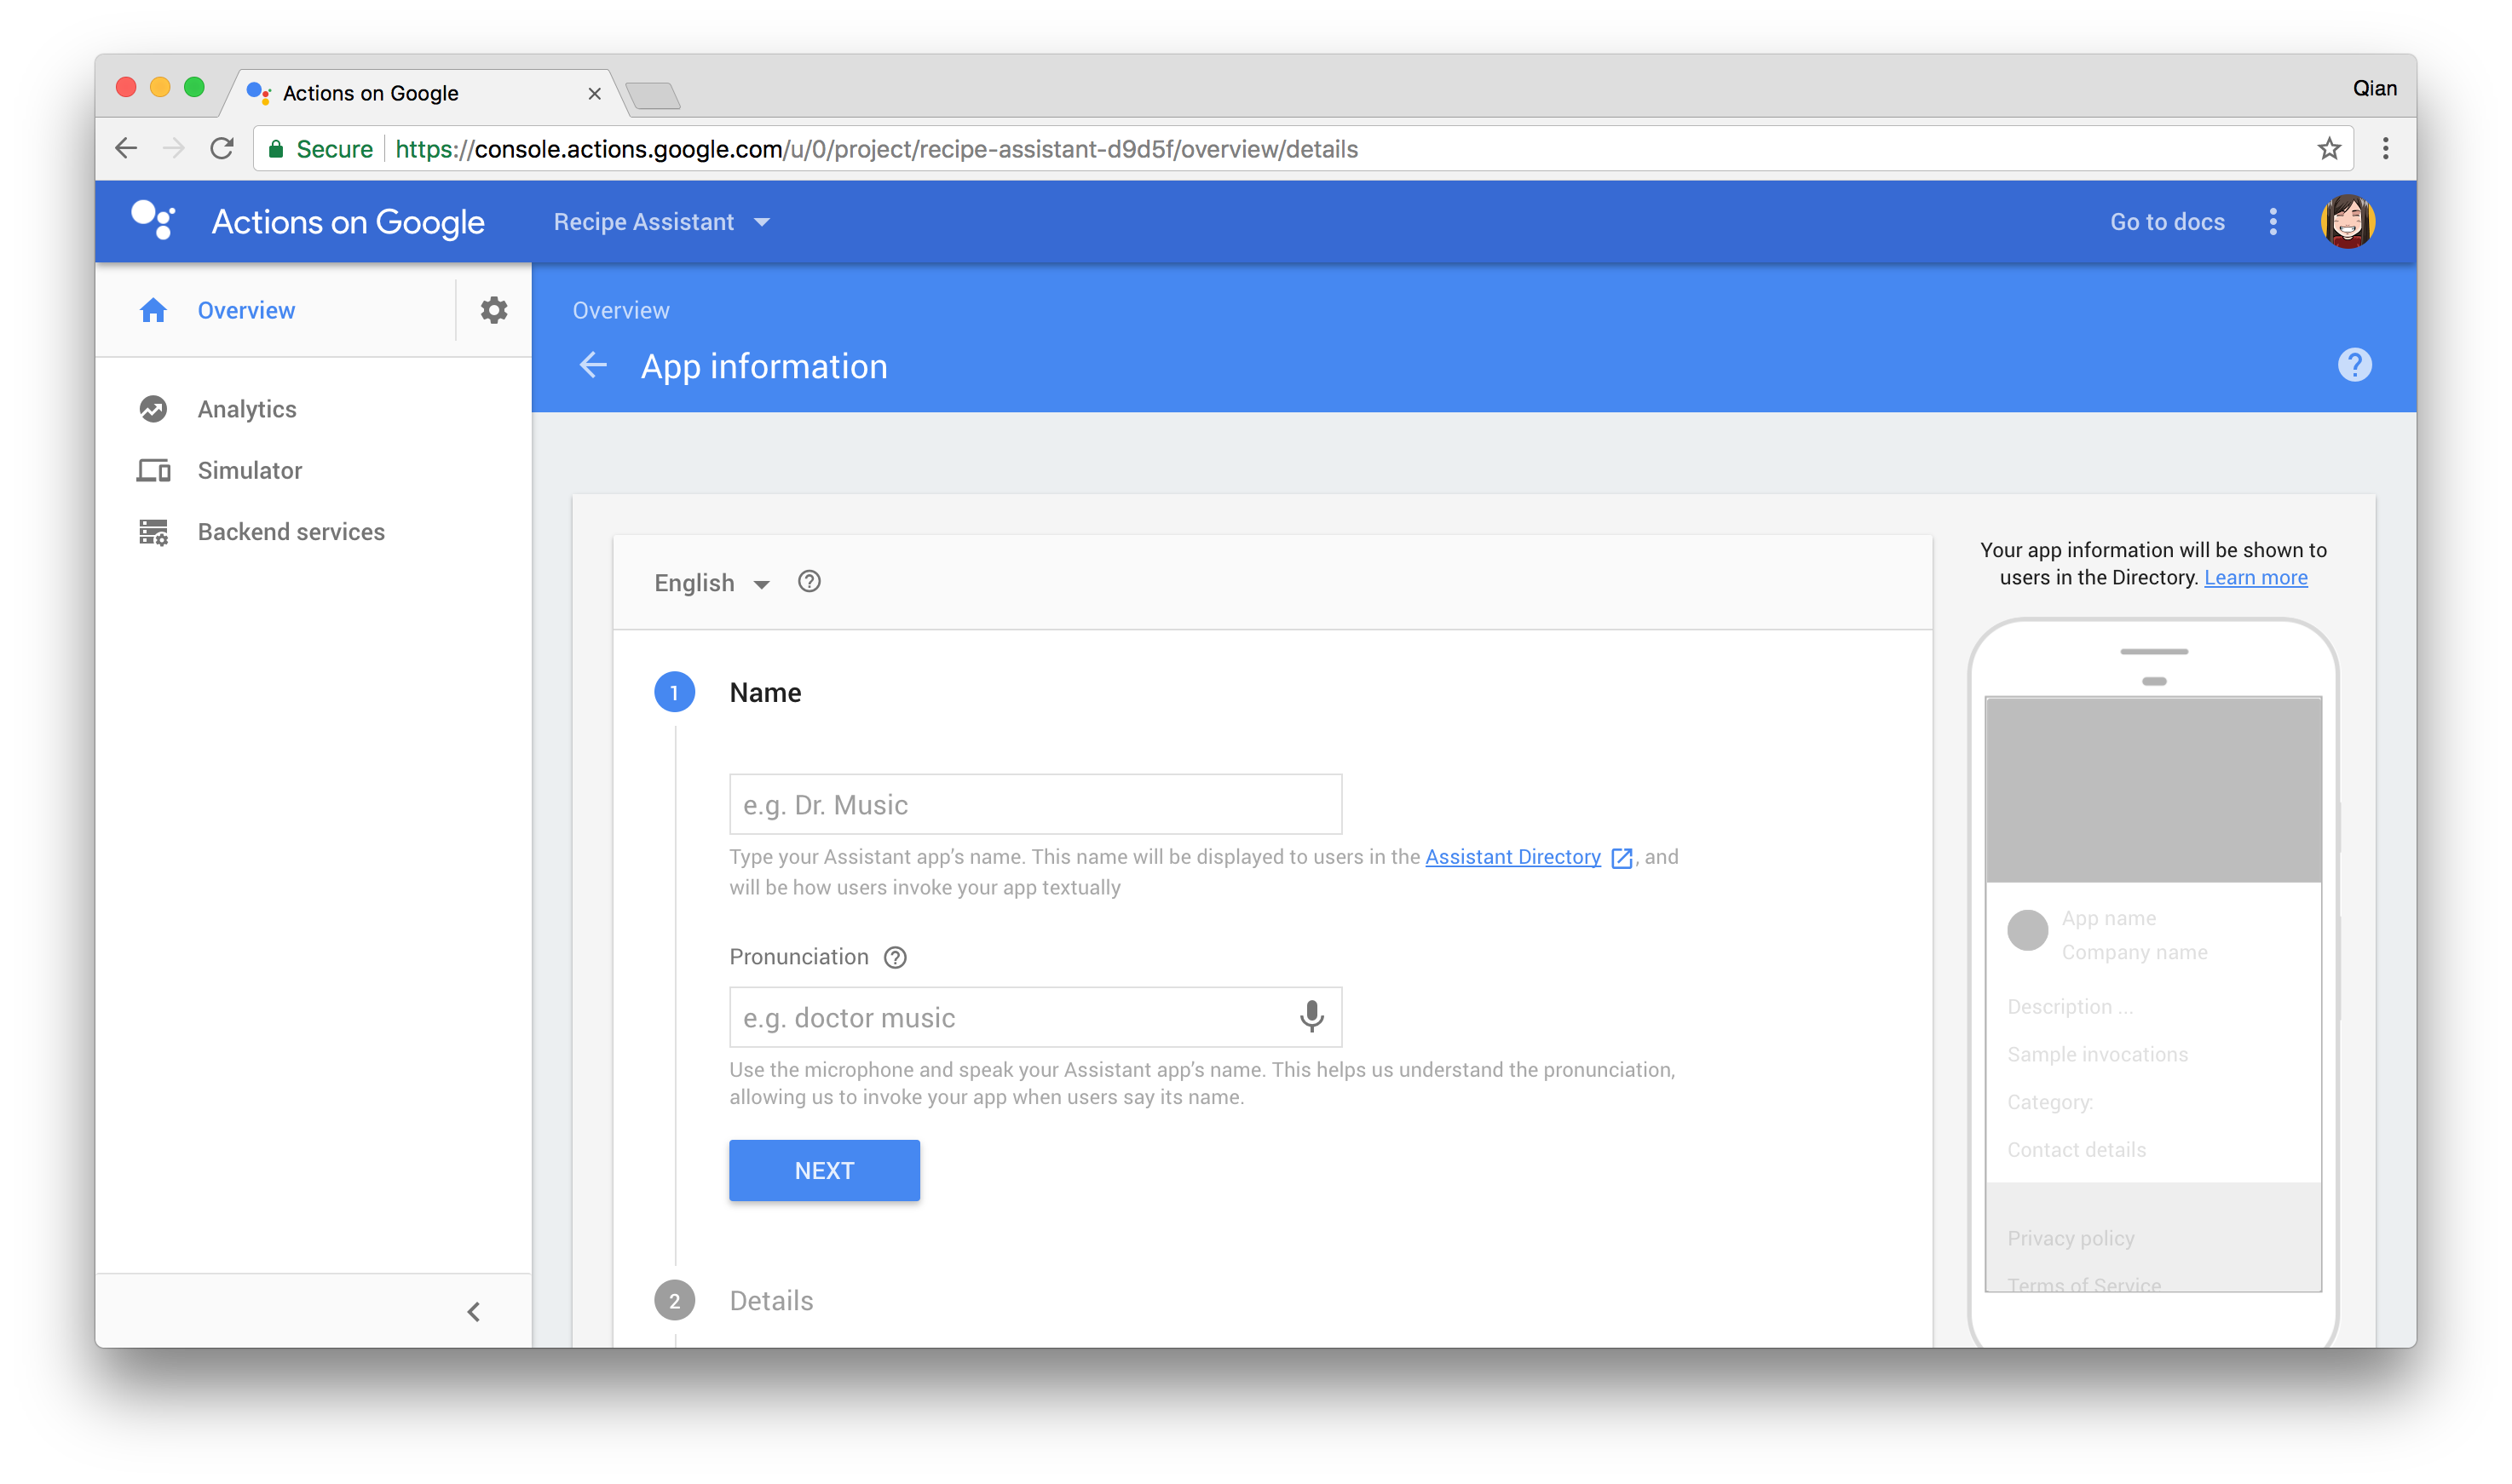 Actions on Google
Qian
Secure https://console.actions.google.com/u/0/project/recipe-assistant-d9d5f/overview/details
Actions on Google
Recipe Assistant
Go to docs
Overview
Analytics
Simulator
Backend services
Overview
App information
English
1
Name
e.g. Dr. Music
Type your Assistant app’s name. This name will be displayed to users in the Assistant Directory , and
will be how users invoke your app textually
Pronunciation
e.g. doctor music
Use the microphone and speak your Assistant app’s name. This helps us understand the pronunciation,
allowing us to invoke your app when users say its name.
NEXT
2
Details
Your app information will be shown to
users in the Directory. Learn more
App name
Company name
Description ...
Sample invocations
Category:
Contact details
Privacy policy
Terms of Service